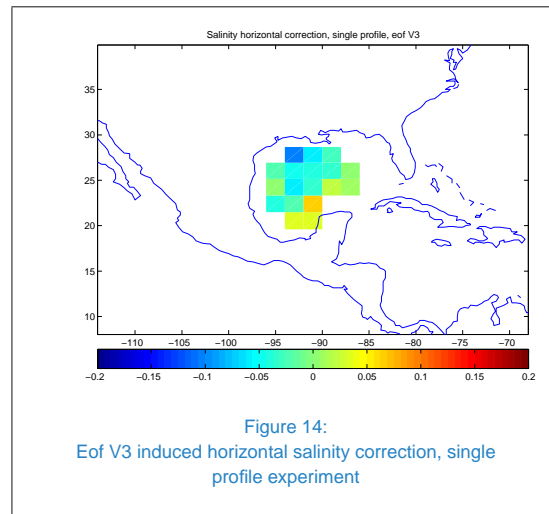 Salinity horizontal correction, single profile, eof V3
35
30
25
20
15
10
−110 −105 −100 −95 −90 −85 −80 −75 −70
−0.2 −0.15 −0.1 −0.05 0 0.05 0.1 0.15 0.2
Figure 14:
Eof V3 induced horizontal salinity correction, single
profile experiment